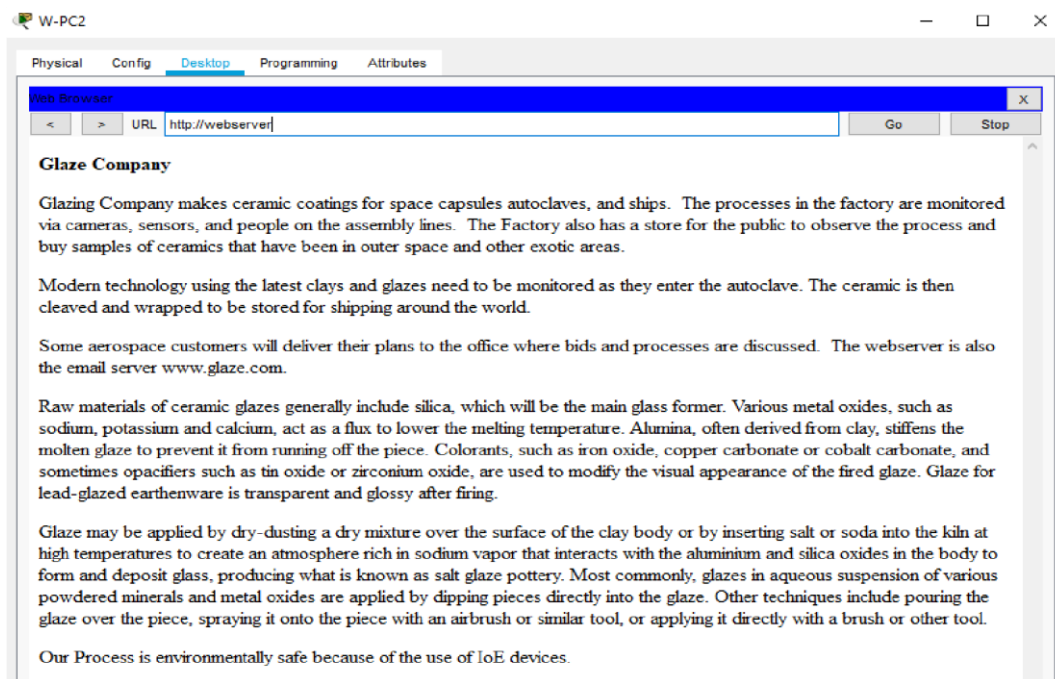 W-PC2
Physical Config Desktop Programming Attributes
Web Browser X
< > URL http://webserver Go Stop
Glaze Company
Glazing Company makes ceramic coatings for space capsules autoclaves, and ships. The processes in the factory are monitored
via cameras, sensors, and people on the assembly lines. The Factory also has a store for the public to observe the process and
buy samples of ceramics that have been in outer space and other exotic areas.
Modern technology using the latest clays and glazes need to be monitored as they enter the autoclave. The ceramic is then
cleaved and wrapped to be stored for shipping around the world.
Some aerospace customers will deliver their plans to the office where bids and processes are discussed. The webserver is also
the email server www.glaze.com.
Raw materials of ceramic glazes generally include silica, which will be the main glass former. Various metal oxides, such as
sodium, potassium and calcium, act as a flux to lower the melting temperature. Alumina, often derived from clay, stiffens the
molten glaze to prevent it from running off the piece. Colorants, such as iron oxide, copper carbonate or cobalt carbonate, and
sometimes opacifiers such as tin oxide or zirconium oxide, are used to modify the visual appearance of the fired glaze. Glaze for
lead-glazed earthenware is transparent and glossy after firing.
Glaze may be applied by dry-dusting a dry mixture over the surface of the clay body or by inserting salt or soda into the kiln at
high temperatures to create an atmosphere rich in sodium vapor that interacts with the aluminium and silica oxides in the body to
form and deposit glass, producing what is known as salt glaze pottery. Most commonly, glazes in aqueous suspension of various
powdered minerals and metal oxides are applied by dipping pieces directly into the glaze. Other techniques include pouring the
glaze over the piece, spraying it onto the piece with an airbrush or similar tool, or applying it directly with a brush or other tool.
Our Process is environmentally safe because of the use of IoE devices.